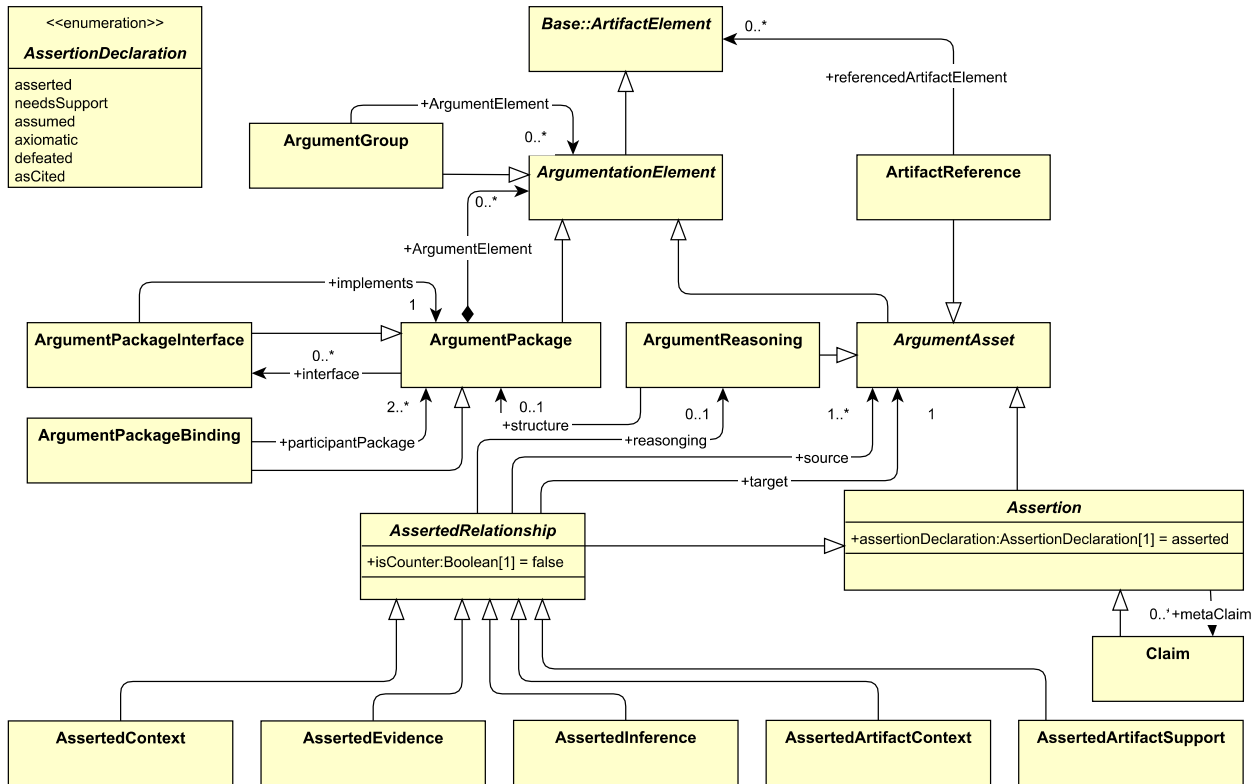 <<enumeration>>
AssertionDeclaration
asserted
needsSupport
assumed
axiomatic
defeated
asCited
Base::ArtifactElement
0..*
+referencedArtifactElement
+ArgumentElement
0..*
ArgumentGroup
ArgumentationElement
ArtifactReference
0..*
+ArgumentElement
+implements
1
ArgumentPackageInterface
ArgumentPackage
ArgumentReasoning
ArgumentAsset
0..*
+interface
2..*
0..1
+structure
0..1
1..*
1
ArgumentPackageBinding
+participantPackage
+reasonging
+source
+target
AssertedRelationship
+isCounter:Boolean[1] = false
Assertion
+assertionDeclaration:AssertionDeclaration[1] = asserted
0..*
+metaClaim
Claim
AssertedContext
AssertedEvidence
AssertedInference
AssertedArtifactContext
AssertedArtifactSupport